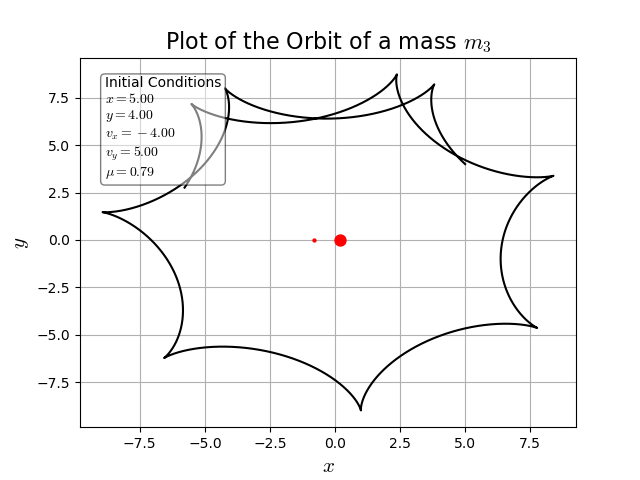 Plot of the Orbit of a mass m₃
Initial Conditions
x = 5.00
y = 4.00
vₓ = −4.00
v_y = 5.00
μ = 0.79
7.5
5.0
2.5
0.0
−2.5
−5.0
−7.5
y
−7.5 −5.0 −2.5 0.0 2.5 5.0 7.5
x